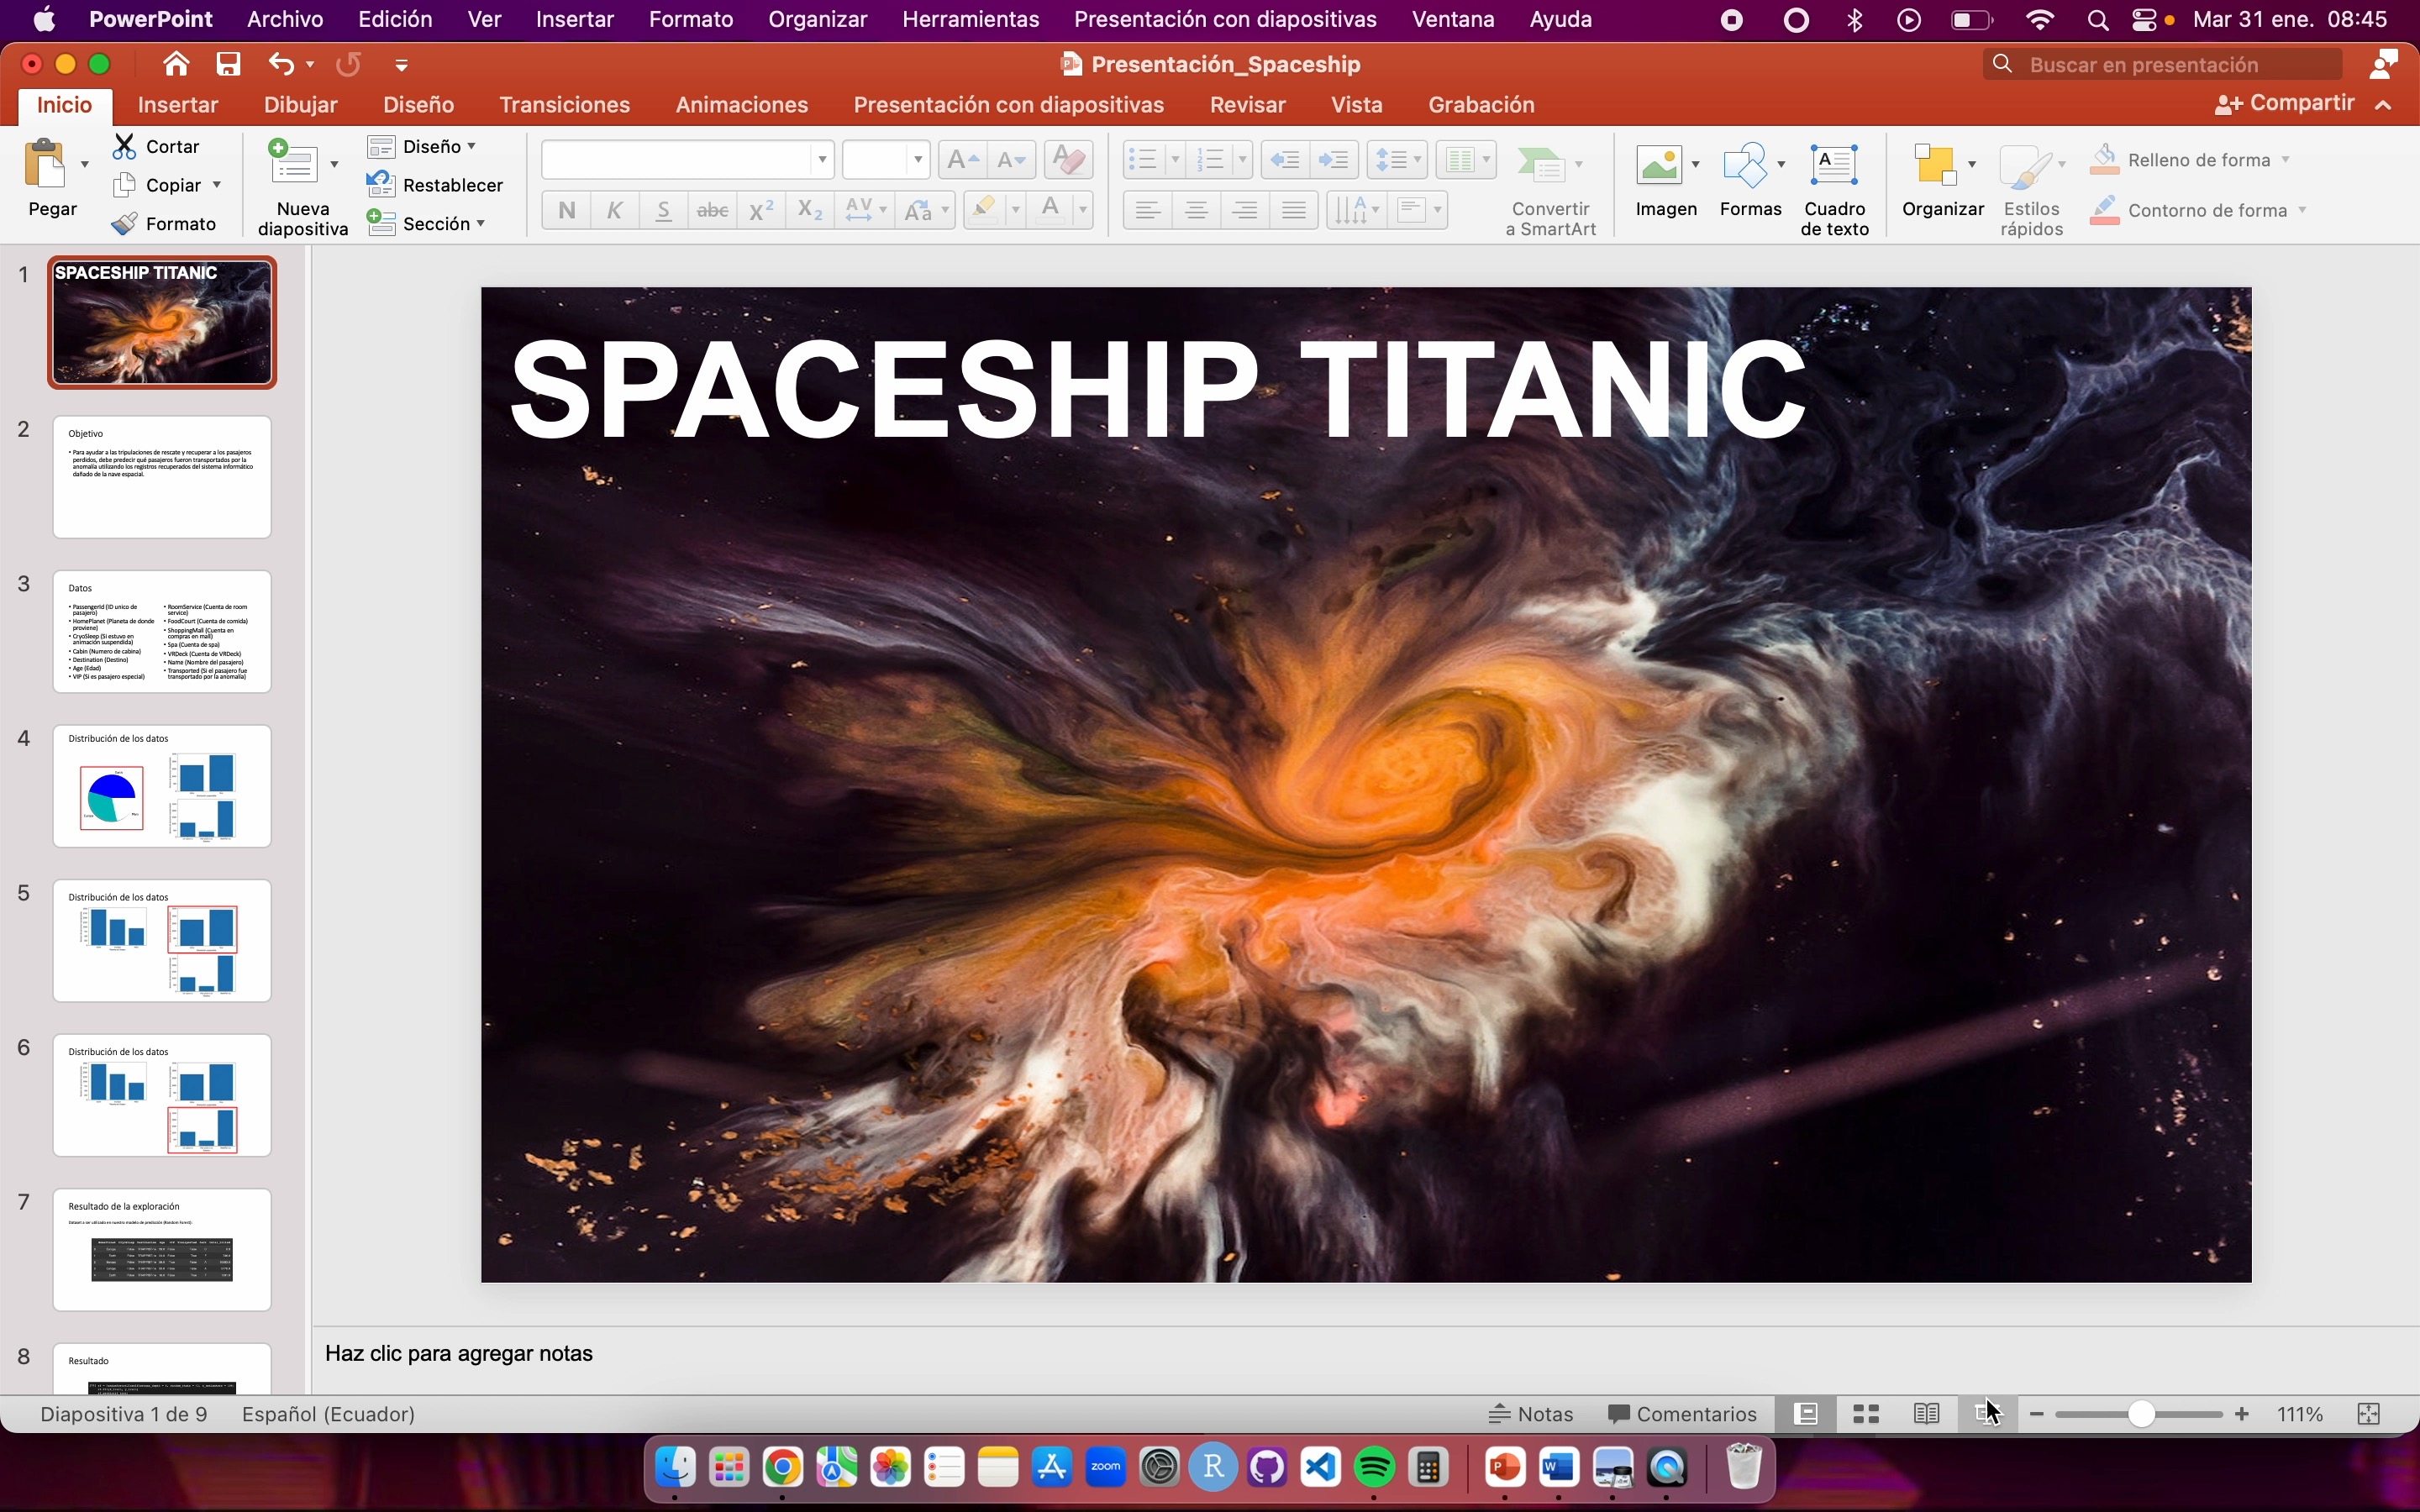 PowerPoint Archivo Edición Ver Insertar Formato Organizar Herramientas Presentación con diapositivas Ventana Ayuda Mar 31 ene. 08:45
Presentación_Spaceship
Buscar en presentación
Inicio Insertar Dibujar Diseño Transiciones Animaciones Presentación con diapositivas Revisar Vista Grabación Compartir
Pegar
Cortar
Copiar
Formato
Nueva
diapositiva
Diseño
Restablecer
Sección
N K S abc X² X₂ AV Aa A
Convertir
a SmartArt
Imagen
Formas
Cuadro
de texto
Organizar
Estilos
rápidos
Relleno de forma
Contorno de forma
1
SPACESHIP TITANIC
2
Objetivo
• Para ayudar a las tripulaciones de rescate y recuperar a los pasajeros
perdidos, debe predecir qué pasajeros fueron transportados por la
anomalía utilizando los registros recuperados del sistema informático
dañado de la nave espacial.
3
Datos
• PassengerId (ID unico de
pasajero)
• HomePlanet (Planeta de donde
proviene)
• CryoSleep (Si estuvo en
animación suspendida)
• Cabin (Numero de cabina)
• Destination (Destino)
• Age (Edad)
• VIP (Si es pasajero especial)
• RoomService (Cuenta de room
service)
• FoodCourt (Cuenta de comida)
• ShoppingMall (Cuenta en
compras en mall)
• Spa (Cuenta de spa)
• VRDeck (Cuenta de VRDeck)
• Name (Nombre del pasajero)
• Transported (Si el pasajero fue
transportado por la anomalía)
4
Distribución de los datos
5
Distribución de los datos
6
Distribución de los datos
7
Resultado de la exploración
8
Resultado
SPACESHIP TITANIC
Haz clic para agregar notas
Diapositiva 1 de 9 Español (Ecuador) Notas Comentarios 111%
zoom